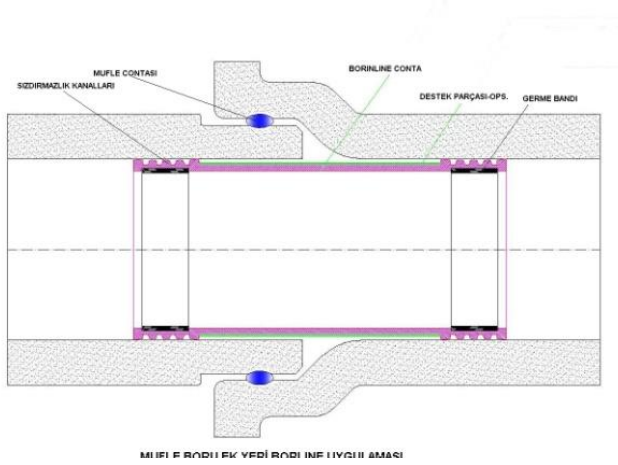 BORINLINE CONTA
MUFLE CONTASI
SIZDIRMAZLIK KANALLARI
DESTEK PARÇASI-OPS.
GERME BANDI
MUFLE BORU EK YERİ BORLINE UYGULAMASI